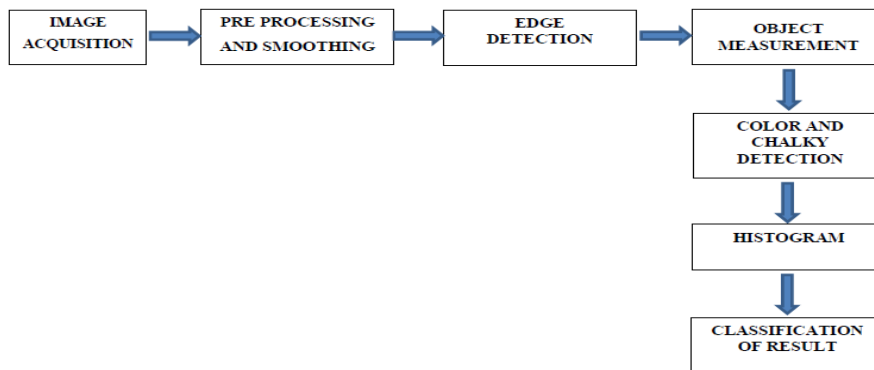 IMAGE
ACQUISITION
PRE PROCESSING
AND SMOOTHING
EDGE
DETECTION
OBJECT
MEASUREMENT
COLOR AND
CHALKY
DETECTION
HISTOGRAM
CLASSIFICATION
OF RESULT